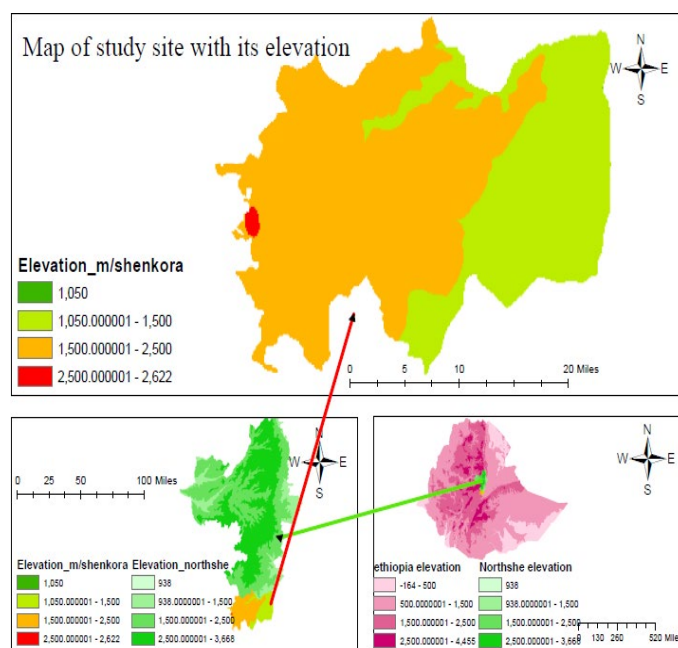 Map of study site with its elevation
N
W E
S
Elevation_m/shenkora
1,050
1,050.000001 - 1,500
1,500.000001 - 2,500
2,500.000001 - 2,622
20 Miles
0 5 10
N
W E
S
0 25 50 100 Miles
Elevation_m/shenkora
1,050
1,050.000001 - 1,500
1,500.000001 - 2,500
2,500.000001 - 2,622
Elevation_northshe
938
938.0000001 - 1,500
1,500.000001 - 2,500
2,500.000001 - 3,668
N
W E
S
ethiopia elevation
-164 - 500
500.0000001 - 1,500
1,500.000001 - 2,500
2,500.000001 - 4,455
Northshe elevation
938
938.0000001 - 1,500
1,500.000001 - 2,500
2,500.000001 - 3,668
0 130 260 520 Miles